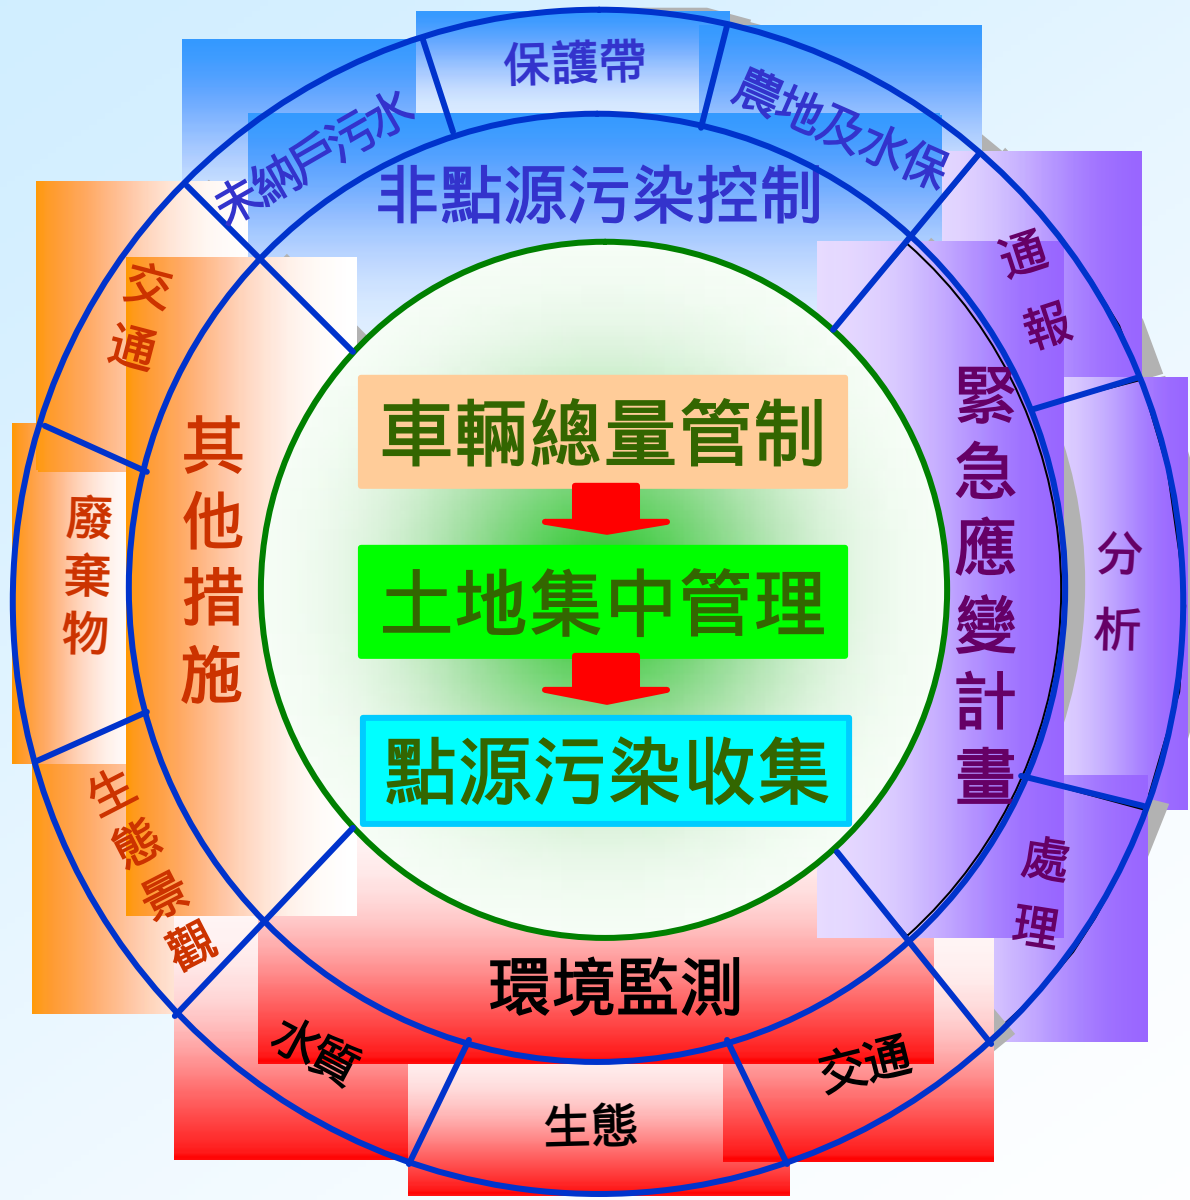 保護帶
農地及水保
未納戶污水
非點源污染控制
通報
交通
緊急應變計畫
車輛總量管制
其他措施
廢棄物
分析
土地集中管理
點源污染收集
生態景觀
處理
環境監測
水質
交通
生態